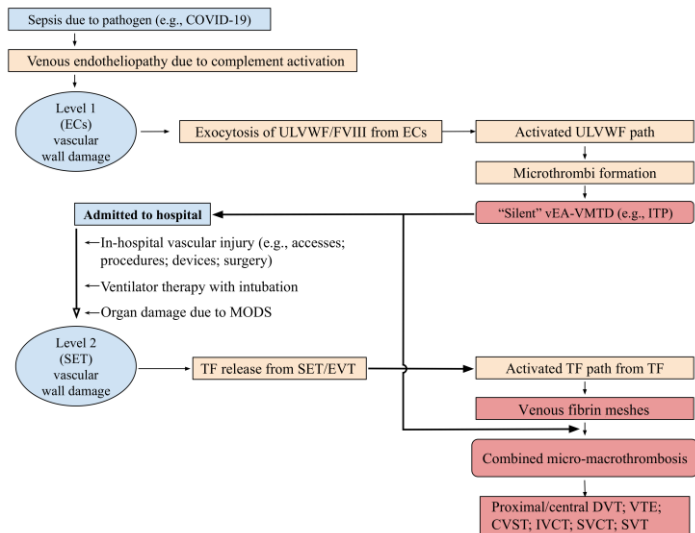 Sepsis due to pathogen (e.g., COVID-19)
Venous endotheliopathy due to complement activation
Level 1
(ECs)
vascular
wall damage
Exocytosis of ULVWF/FVIII from ECs
Activated ULVWF path
Microthrombi formation
“Silent” vEA-VMTD (e.g., ITP)
Admitted to hospital
In-hospital vascular injury (e.g., accesses;
procedures; devices; surgery)
Ventilator therapy with intubation
Organ damage due to MODS
Level 2
(SET)
vascular
wall damage
TF release from SET/EVT
Activated TF path from TF
Venous fibrin meshes
Combined micro-macrothrombosis
Proximal/central DVT; VTE;
CVST; IVCT; SVCT; SVT